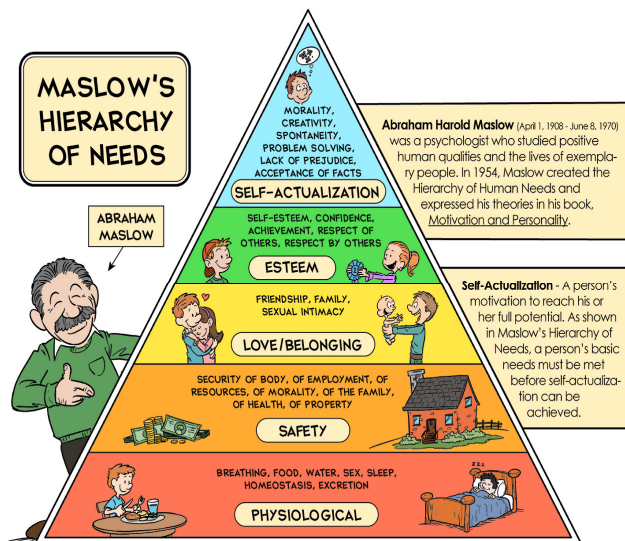 MASLOW'S
HIERARCHY
OF NEEDS
ABRAHAM
MASLOW
MORALITY,
CREATIVITY,
SPONTANEITY,
PROBLEM SOLVING,
LACK OF PREJUDICE,
ACCEPTANCE OF FACTS
SELF-ACTUALIZATION
SELF-ESTEEM, CONFIDENCE,
ACHIEVEMENT, RESPECT OF
OTHERS, RESPECT BY OTHERS
ESTEEM
FRIENDSHIP, FAMILY,
SEXUAL INTIMACY
LOVE/BELONGING
SECURITY OF BODY, OF EMPLOYMENT, OF
RESOURCES, OF MORALITY, OF THE FAMILY,
OF HEALTH, OF PROPERTY
SAFETY
BREATHING, FOOD, WATER, SEX, SLEEP,
HOMEOSTASIS, EXCRETION
PHYSIOLOGICAL
zzz
Abraham Harold Maslow (April 1, 1908 - June 8, 1970)
was a psychologist who studied positive
human qualities and the lives of exempla-
ry people. In 1954, Maslow created the
Hierarchy of Human Needs and
expressed his theories in his book,
Motivation and Personality.
Self-Actualization - A person's
motivation to reach his or
her full potential. As shown
in Maslow's Hierarchy of
Needs, a person's basic
needs must be met
before self-actualiza-
tion can be
achieved.